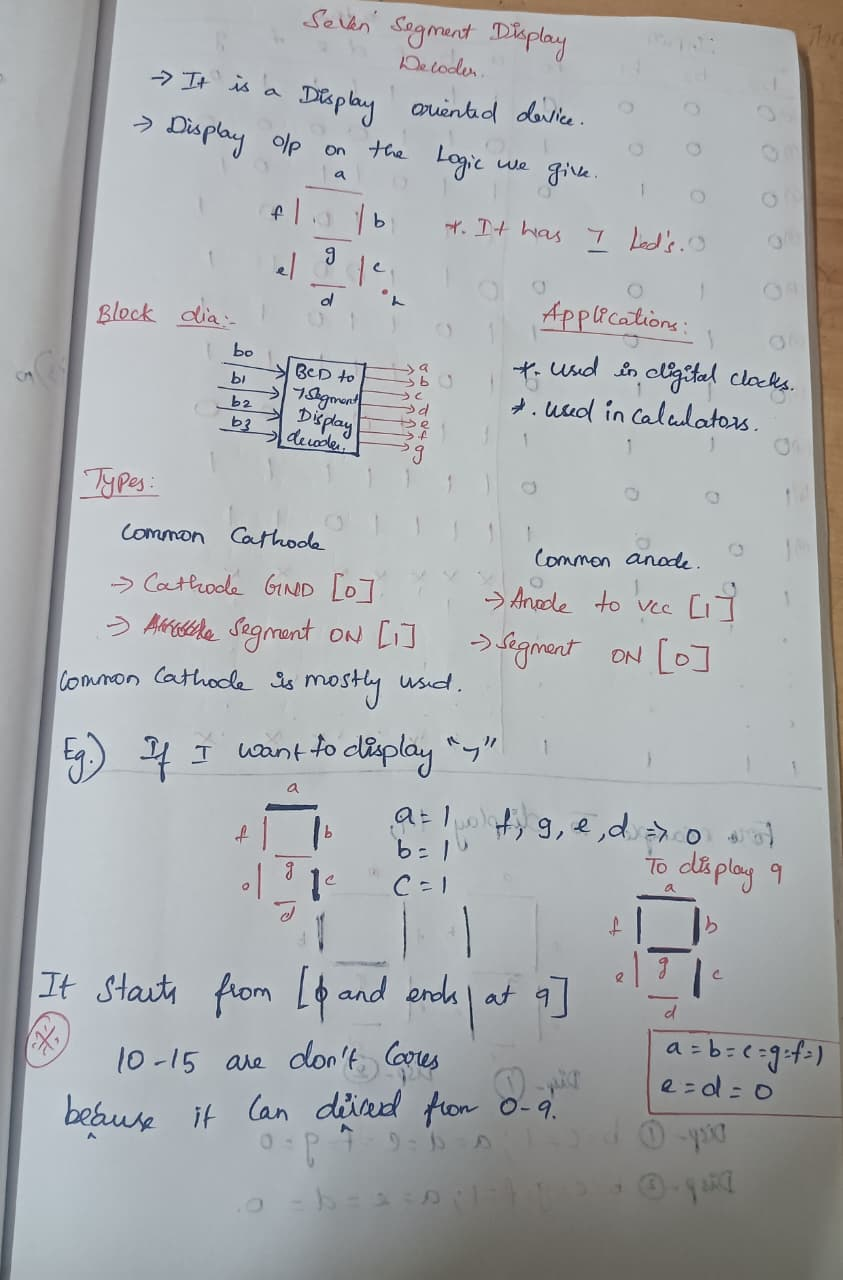 Seven Segment Display
Decoder.
→ It is a Display oriented device.
→ Display o/p on the Logic we give.
a
f b
g
e c
d h
*. It has 7 Led's.
Block dia:-
b0
b1
b2
b3
BCD to
7 Segment
Display
decoder.
a
b
c
d
e
f
g
Applications:
*. used in digital clocks.
*. used in Calculators.
Types:
Common Cathode
→ Cathode GND [0]
→ Segment ON [1]
Common anode.
→ Anode to Vcc [1]
→ Segment ON [0]
Common Cathode is mostly used.
Eg.) If I want to display "7"
a
f b
g
c
d
a = 1 f, g, e, d => 0
b = 1
c = 1
To display 9
a
f b
g
e c
d
It Starts from [0 and ends at 9]
*.
10-15 are don't Cares
because it Can from 0-9.
a = b = c = g = f = 1
e = d = 0